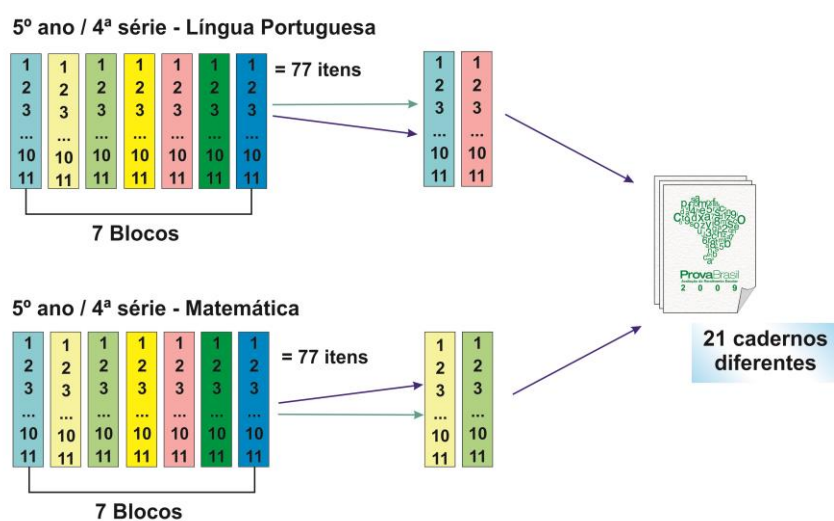 5º ano / 4ª série - Língua Portuguesa
1 1 1 1 1 1 1
2 2 2 2 2 2 2
3 3 3 3 3 3 3
... ... ... ... ... ... ...
10 10 10 10 10 10 10
11 11 11 11 11 11 11
= 77 itens
7 Blocos
1 1
2 2
3 3
... ...
10 10
11 11
5º ano / 4ª série - Matemática
1 1 1 1 1 1 1
2 2 2 2 2 2 2
3 3 3 3 3 3 3
... ... ... ... ... ... ...
10 10 10 10 10 10 10
11 11 11 11 11 11 11
= 77 itens
7 Blocos
1 1
2 2
3 3
... ...
10 10
11 11
ProvaBrasil
2 0 0 9
21 cadernos
diferentes